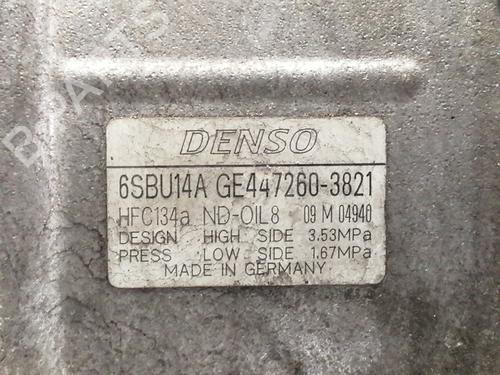 DENSO
6SBU14A GE447260-3821
HFC134a ND-OIL8 09 M 04940
DESIGN HIGH SIDE 3.53MPa
PRESS LOW SIDE 1.67MPa
MADE IN GERMANY